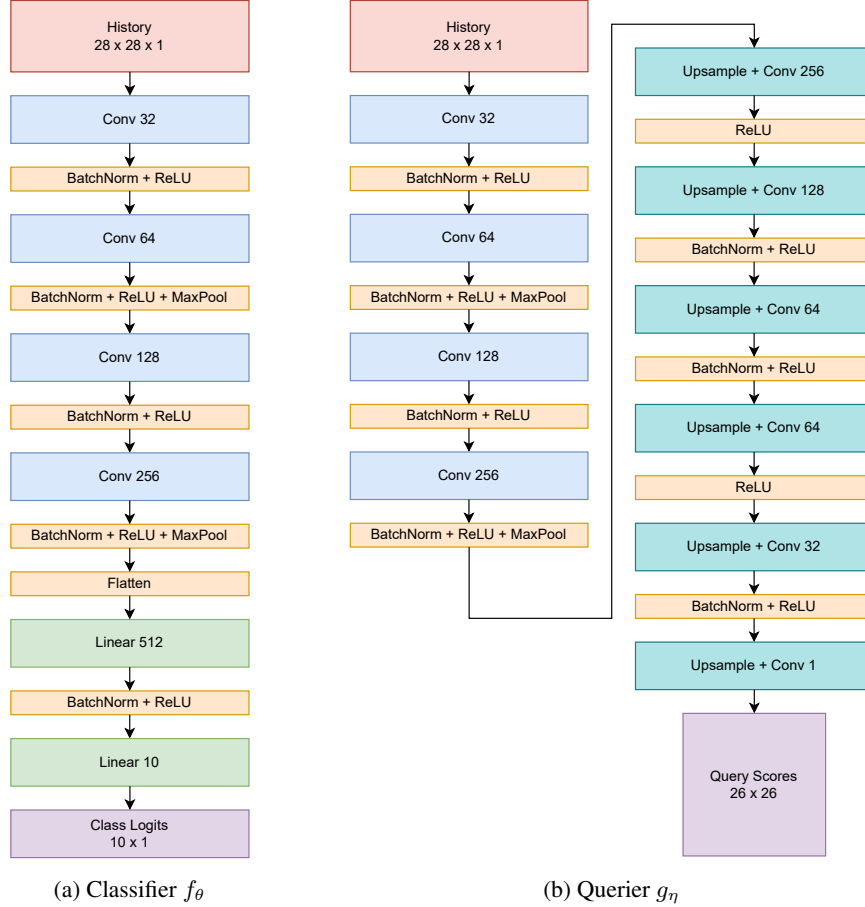 History
28 x 28 x 1
Conv 32
BatchNorm + ReLU
Conv 64
BatchNorm + ReLU + MaxPool
Conv 128
BatchNorm + ReLU
Conv 256
BatchNorm + ReLU + MaxPool
Flatten
Linear 512
BatchNorm + ReLU
Linear 10
Class Logits
10 x 1
(a) Classifier fθ
History
28 x 28 x 1
Conv 32
BatchNorm + ReLU
Conv 64
BatchNorm + ReLU + MaxPool
Conv 128
BatchNorm + ReLU
Conv 256
BatchNorm + ReLU + MaxPool
Upsample + Conv 256
ReLU
Upsample + Conv 128
BatchNorm + ReLU
Upsample + Conv 64
BatchNorm + ReLU
Upsample + Conv 64
ReLU
Upsample + Conv 32
BatchNorm + ReLU
Upsample + Conv 1
Query Scores
26 x 26
(b) Querier gη